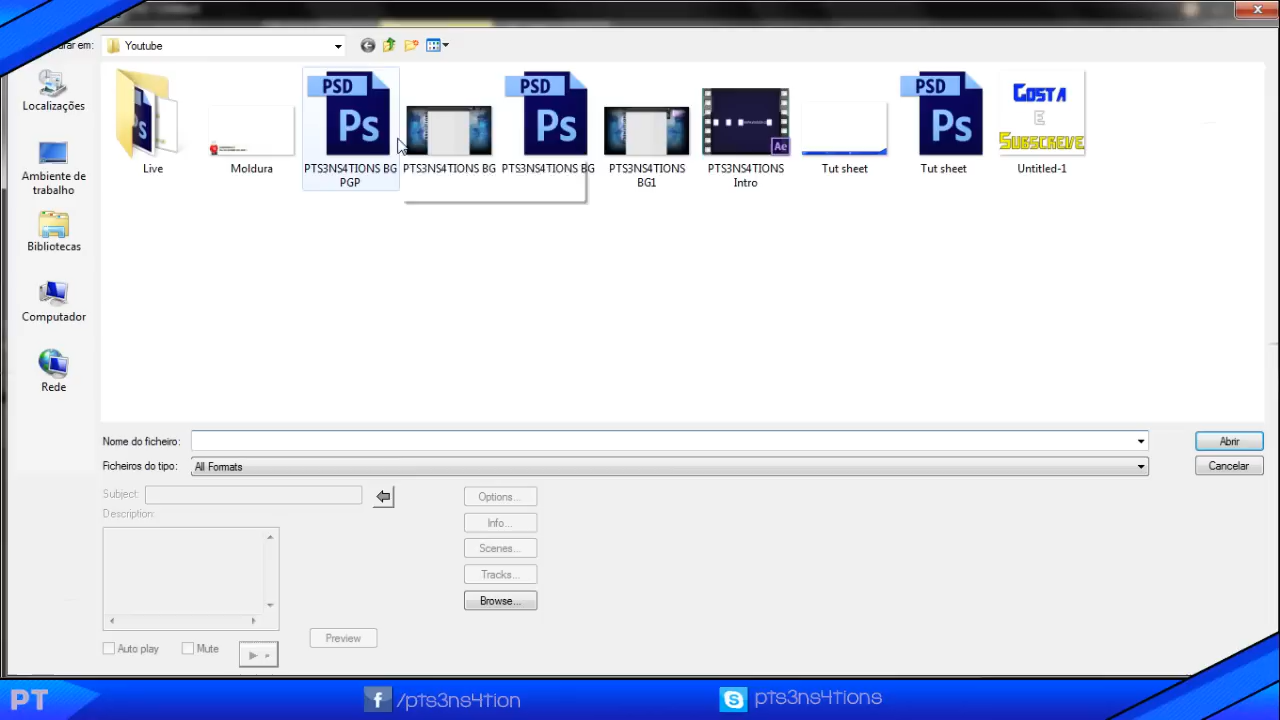 rar em:
Youtube
Localizações
Ambiente de
trabalho
Bibliotecas
Computador
Rede
Live
Moldura
PSD
Ps
PTS3NS4TIONS BG
PGP
PTS3NS4TIONS BG
PSD
Ps
PTS3NS4TIONS BG
PTS3NS4TIONS
BG1
Ae
PTS3NS4TIONS
Intro
Tut sheet
PSD
Ps
Tut sheet
GOSTA
E
SUBSCREVE
Untitled-1
Nome do ficheiro:
Abrir
Ficheiros do tipo:
All Formats
Cancelar
Subject:
Description:
Options...
Info...
Scenes...
Tracks...
Browse...
Auto play
Mute
Preview
PT
f /pts3ns4tion
S pts3ns4tions